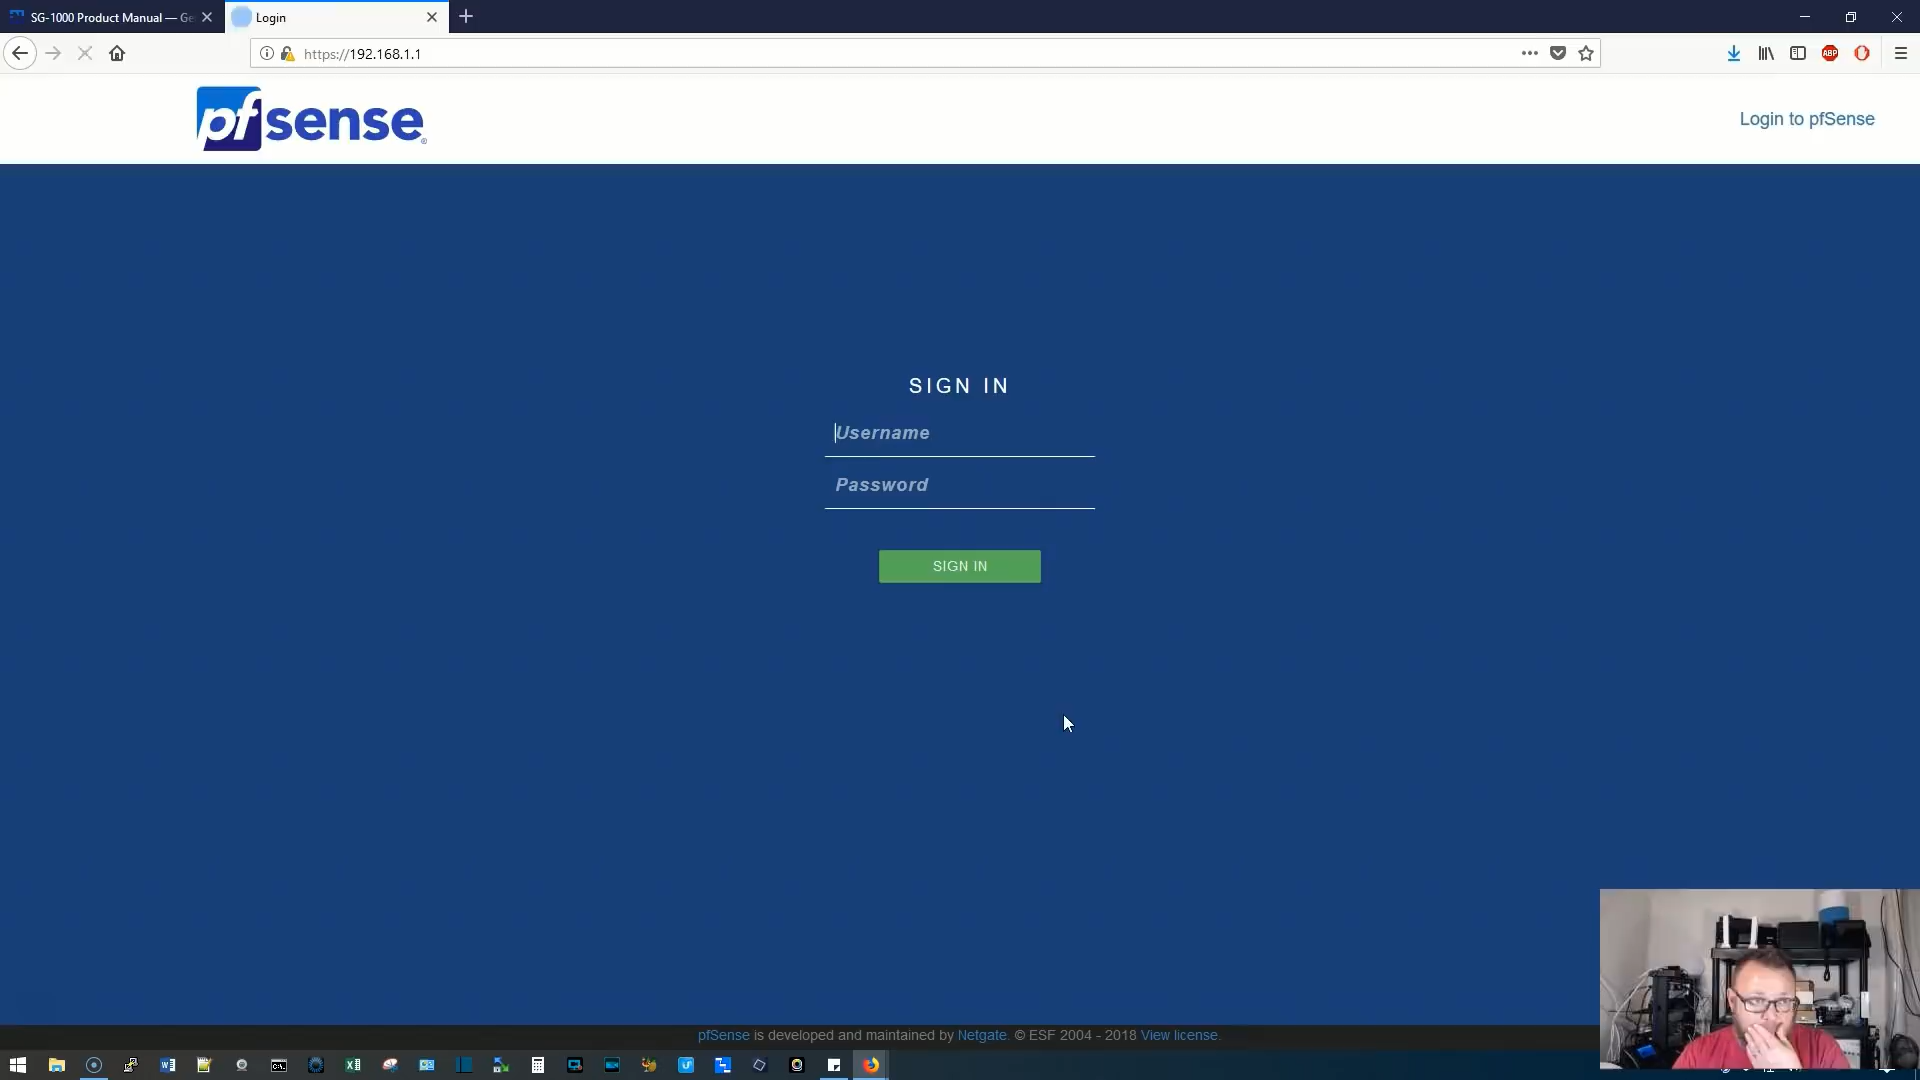 SG-1000 Product Manual — Ge
Login
https://192.168.1.1
ABP
pfsense
Login to pfSense
SIGN IN
Username
Password
SIGN IN
pfSense is developed and maintained by Netgate. © ESF 2004 - 2018 View license.